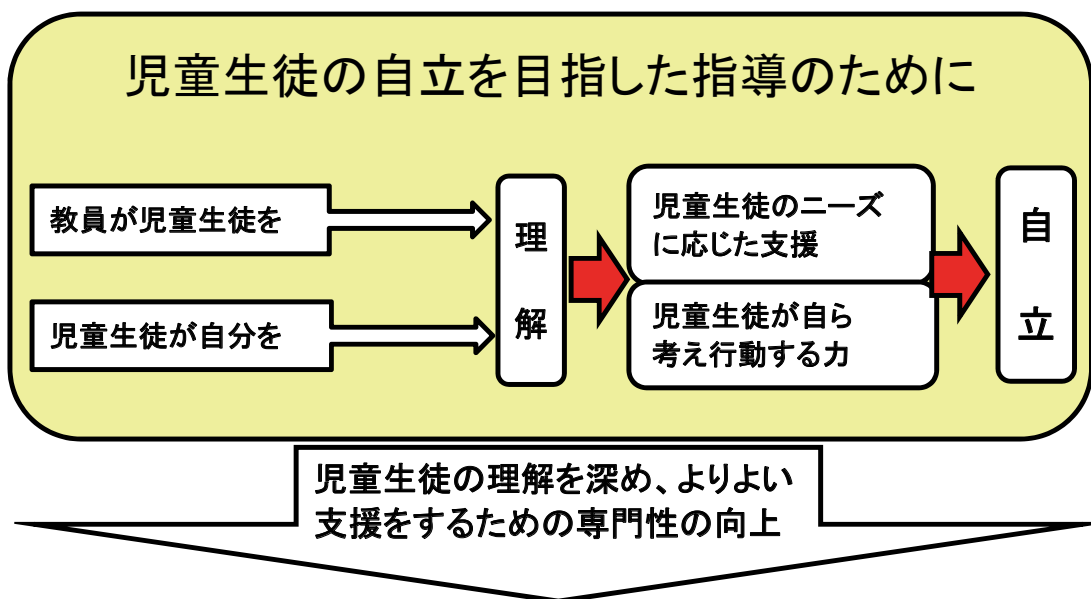 児童生徒の自立を目指した指導のために
教員が児童生徒を
児童生徒が自分を
理解
児童生徒のニーズ
に応じた支援
児童生徒が自ら
考え行動する力
自立
児童生徒の理解を深め、よりよい
支援をするための専門性の向上